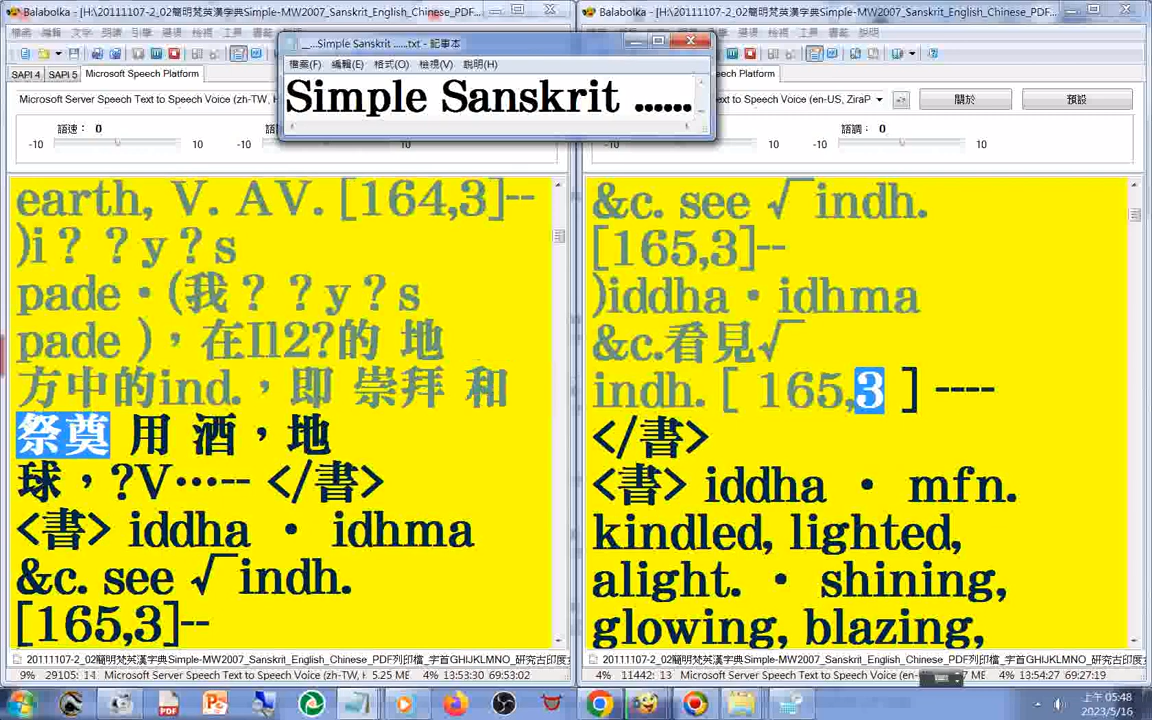 Balabolka - [H:\20111107-2_02簡明梵英漢字典Simple-MW2007_Sanskrit_English_Chinese_PDF...
Balabolka - [H:\20111107-2_02簡明梵英漢字典Simple-MW2007_Sanskrit_English_Chinese_PDF...
__...Simple Sanskrit ......txt - 記事本
檔案(F) 編輯(E) 格式(O) 檢視(V) 說明(H)
Simple Sanskrit ......
SAPI 4 SAPI 5 Microsoft Speech Platform
Microsoft Server Speech Text to Speech Voice (zh-TW, H
語速: 0
-10 10 -10 10
eech Platform
xt to Speech Voice (en-US, ZiraP
關於 預設
語調: 0
-10 10
earth, V. AV. [164,3]--
)i ? ? y ? s
pade • (我 ? ? y ? s
pade ),在Il2?的 地
方中的ind.,即 崇拜 和
祭奠 用 酒,地
球,?V…-- </書>
<書> iddha • idhma
&c. see √indh.
[165,3]--
&c. see √indh.
[165,3]--
)iddha • idhma
&c.看見√
indh. [ 165,3 ] ----
</書>
<書> iddha • mfn.
kindled, lighted,
alight. • shining,
glowing, blazing,
20111107-2_02簡明梵英漢字典Simple-MW2007_Sanskrit_English_Chinese_PDF列印檔_字首GHIJKLMNO_研究古印度
20111107-2_02簡明梵英漢字典Simple-MW2007_Sanskrit_English_Chinese_PDF列印檔_字首GHIJKLMNO_研究古印度
9% 29105: 14 Microsoft Server Speech Text to Speech Voice (zh-TW, H 5.25 ME 4% 13:53:30 69:53:02
4% 11442: 13 Microsoft Server Speech Text to Speech Voice ME 4% 13:54:27 69:27:19
上午 05:48
2023/5/16